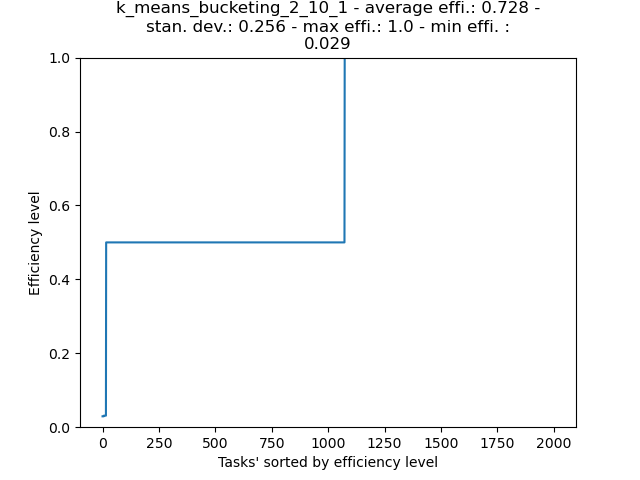 k_means_bucketing_2_10_1 - average effi.: 0.728 -
stan. dev.: 0.256 - max effi.: 1.0 - min effi. :
0.029
1.0
0.8
0.6
0.4
0.2
0.0
Efficiency level
0 250 500 750 1000 1250 1500 1750 2000
Tasks' sorted by efficiency level